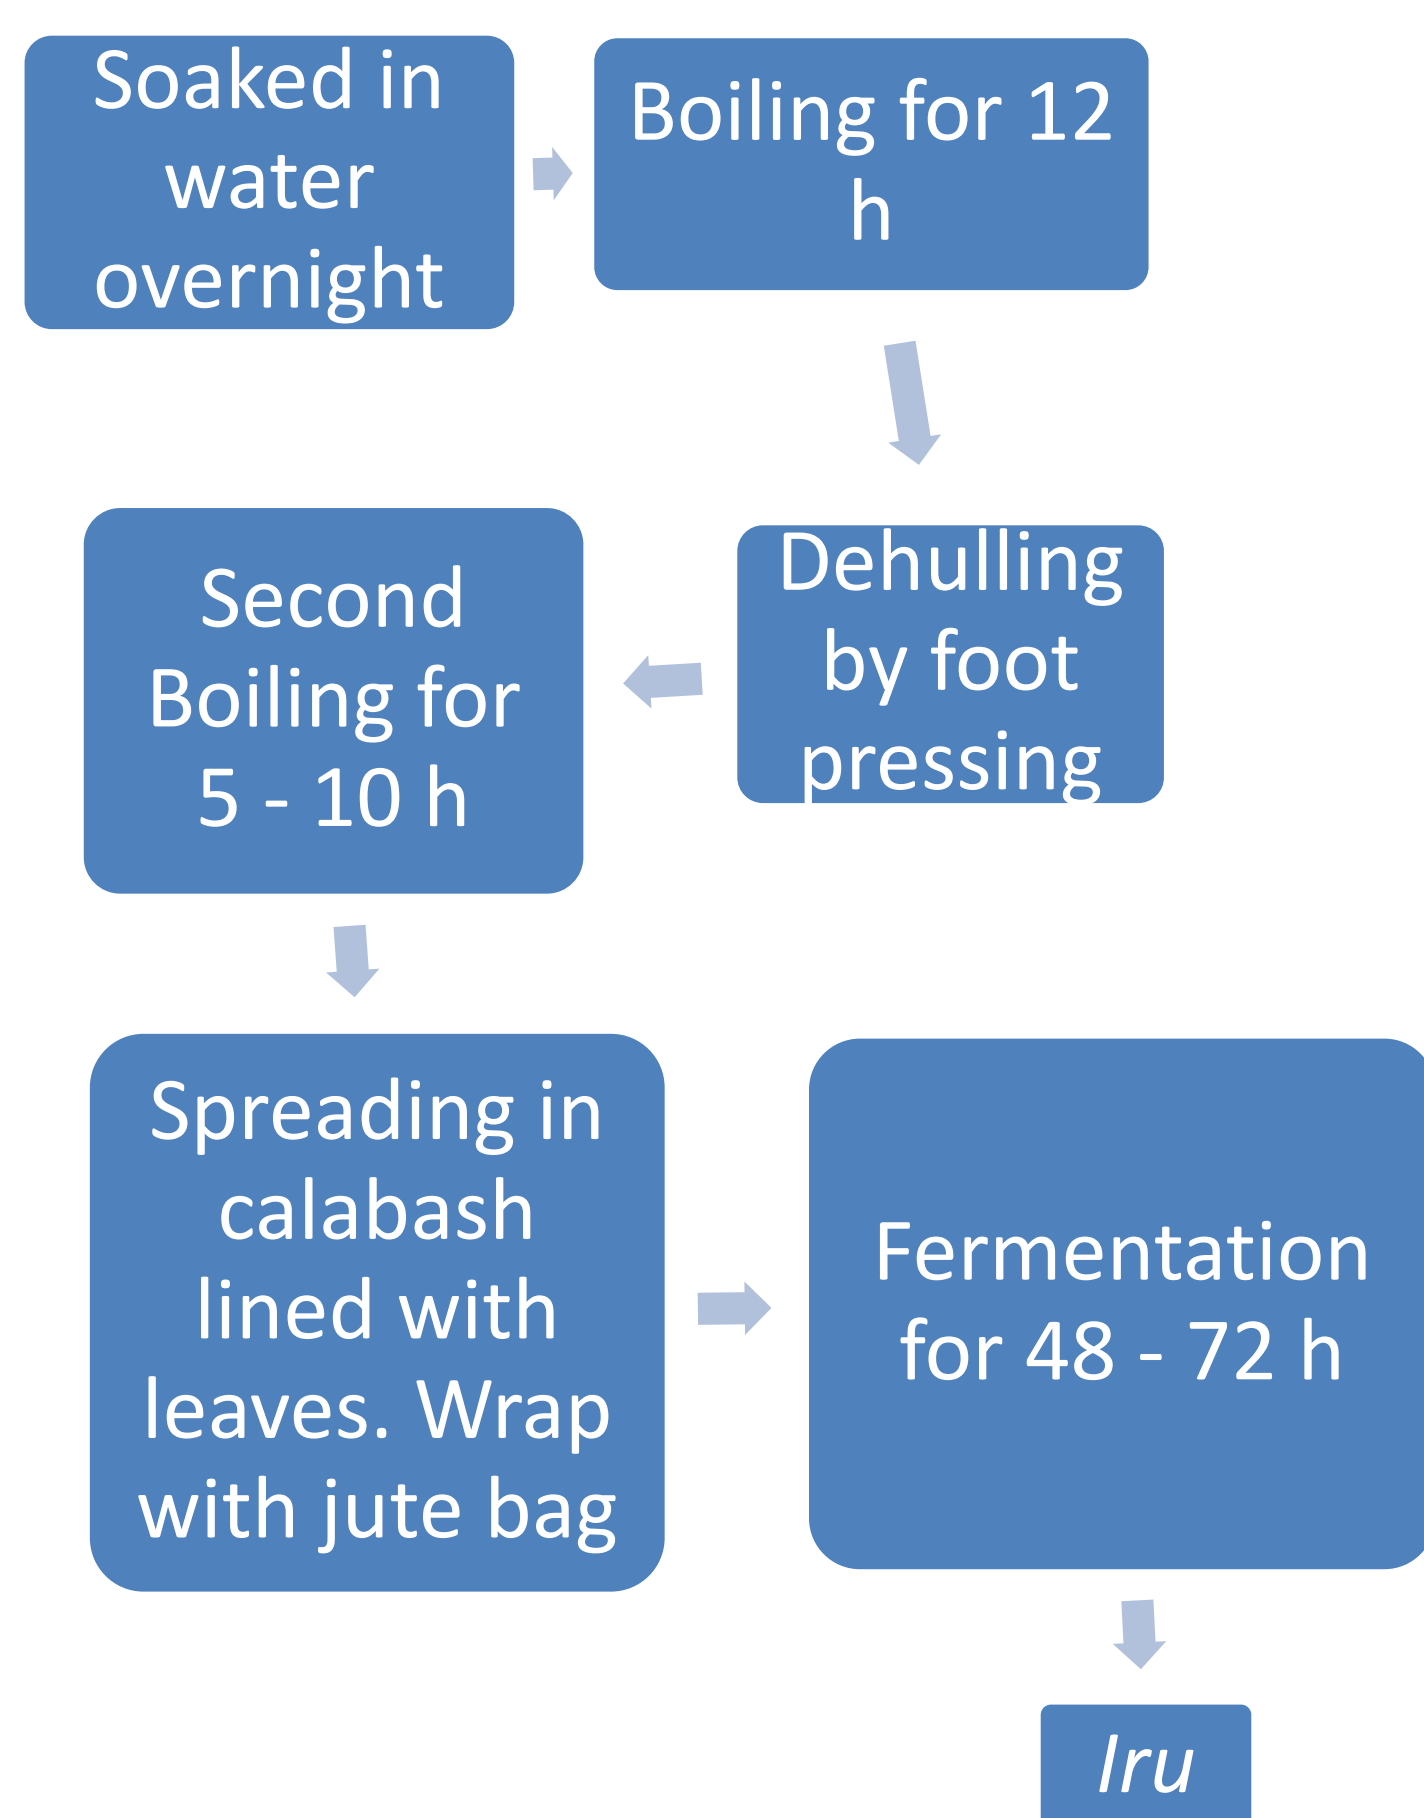 Soaked in
water
overnight
Boiling for 12
h
Dehulling
by foot
pressing
Second
Boiling for
5 - 10 h
Spreading in
calabash
lined with
leaves. Wrap
with jute bag
Fermentation
for 48 - 72 h
Iru